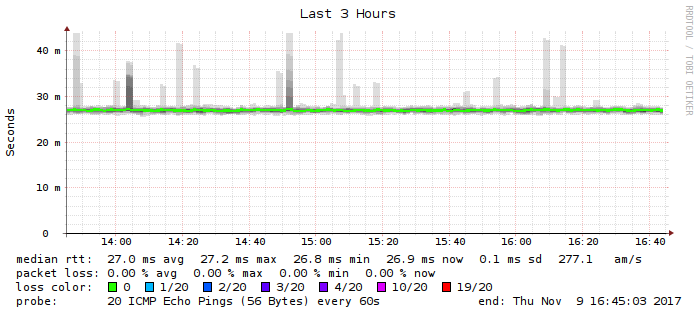 Last 3 Hours
RRDTOOL / TOBI OETIKER
Seconds
40 m
30 m
20 m
10 m
0
14:00 14:20 14:40 15:00 15:20 15:40 16:00 16:20 16:40
median rtt: 27.0 ms avg 27.2 ms max 26.8 ms min 26.9 ms now 0.1 ms sd 277.1 am/s
packet loss: 0.00 % avg 0.00 % max 0.00 % min 0.00 % now
loss color: 0 1/20 2/20 3/20 4/20 10/20 19/20
probe: 20 ICMP Echo Pings (56 Bytes) every 60s end: Thu Nov 9 16:45:03 2017